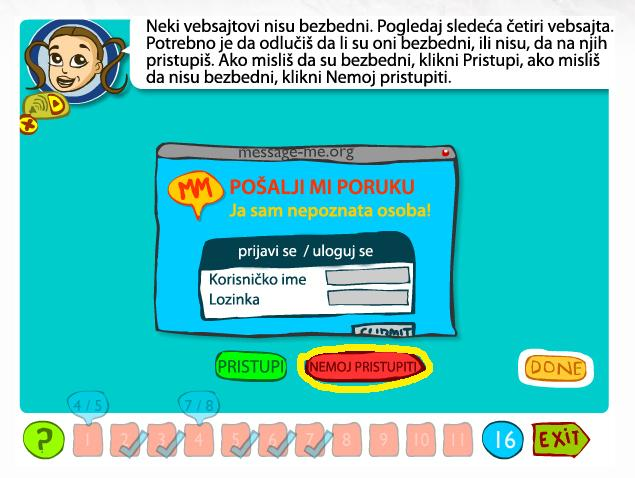 Neki vebsajtovi nisu bezbedni. Pogledaj sledeća četiri vebsajta.
Potrebno je da odlučiš da li su oni bezbedni, ili nisu, da na njih
pristupiš. Ako misliš da su bezbedni, klikni Pristupi, ako misliš
da nisu bezbedni, klikni Nemoj pristupiti.
message-me.org
MM
POŠALJI MI PORUKU
Ja sam nepoznata osoba!
prijavi se / uloguj se
Korisničko ime
Lozinka
SUBMIT
PRISTUPI
NEMOJ PRISTUPITI
DONE
4 / 5
7 / 8
? 1 2 3 4 5 6 7 8 9 10 11 16 EXIT